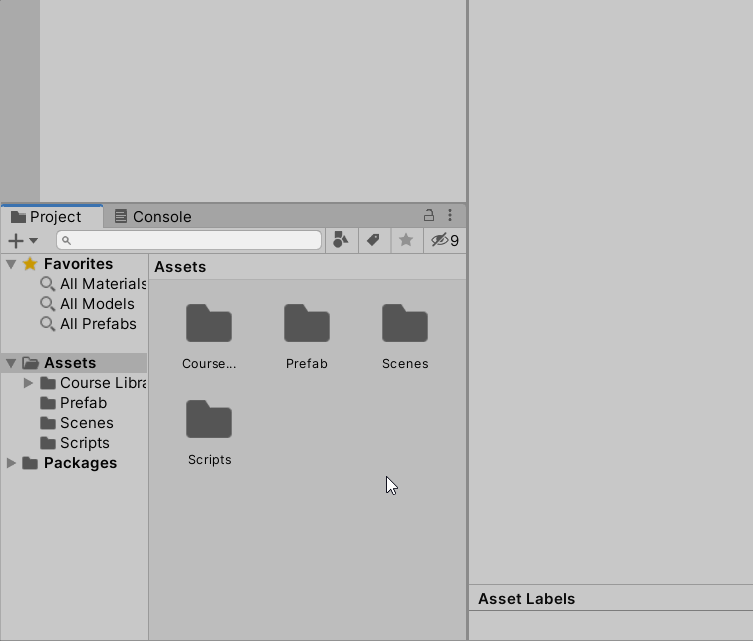 Project
Console
9
Favorites
All Materials
All Models
All Prefabs
Assets
Course Libra
Prefab
Scenes
Scripts
Packages
Assets
Course...
Prefab
Scenes
Scripts
Asset Labels